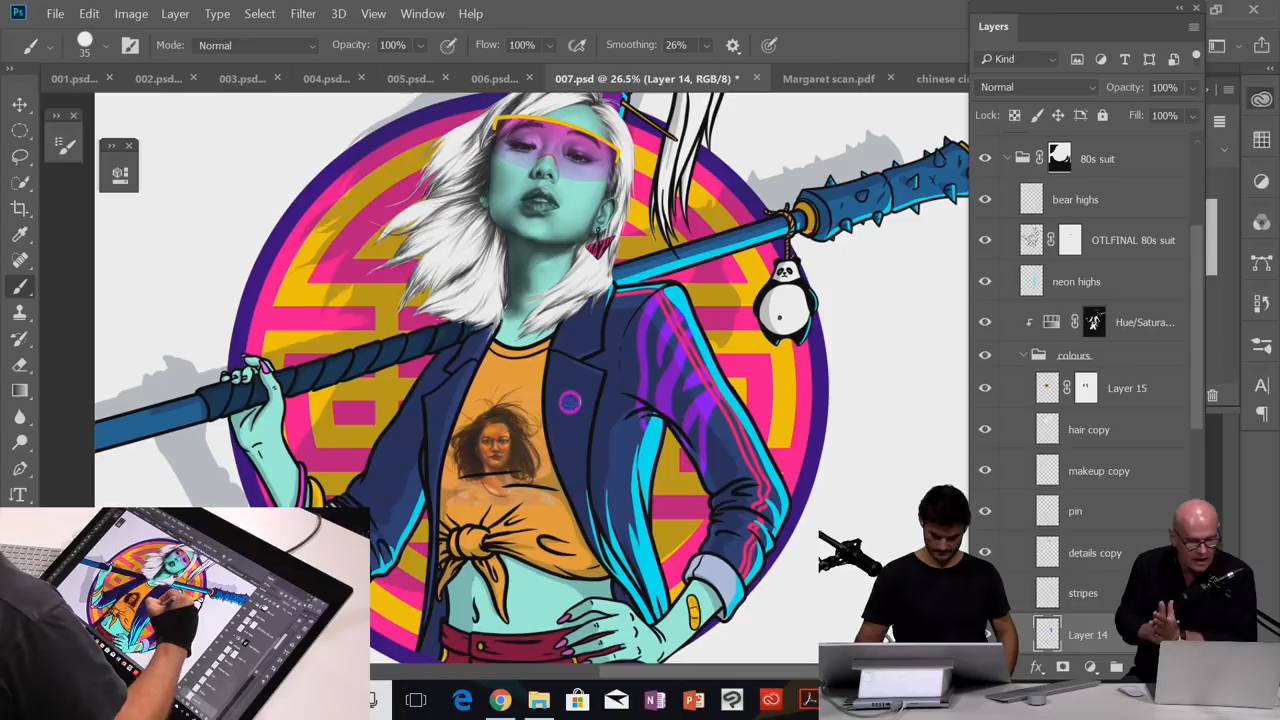 Ps File Edit Image Layer Type Select Filter 3D View Window Help
35 Mode: Normal Opacity: 100% Flow: 100% Smoothing: 26%
001.psd... × 002.psd... × 003.psd... × 004.psd... × 005.psd... × 006.psd... × 007.psd @ 26.5% (Layer 14, RGB/8) * × Margaret scan.pdf ×
Layers
Kind
Normal Opacity: 100%
Lock: Fill: 100%
80s suit
bear highs
OTLFINAL 80s suit
neon highs
Hue/Satura...
colours
Layer 15
hair copy
makeup copy
pin
details copy
stripes
Layer 14
fx